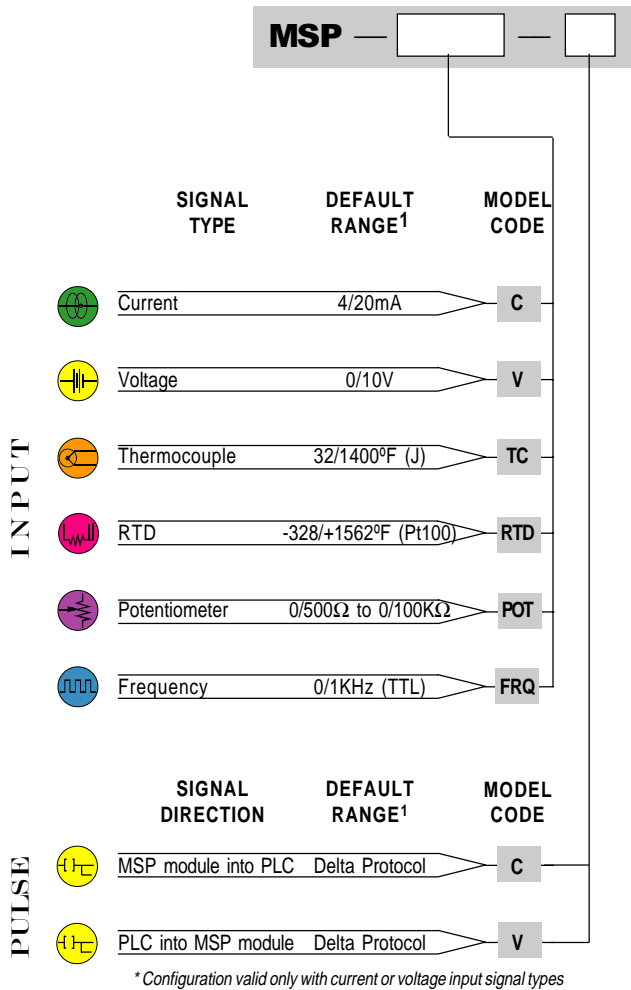 MSP — —
SIGNAL TYPE DEFAULT RANGE1 MODEL CODE
INPUT
Current 4/20mA C
Voltage 0/10V V
Thermocouple 32/1400ºF (J) TC
RTD -328/+1562ºF (Pt100) RTD
Potentiometer 0/500Ω to 0/100KΩ POT
Frequency 0/1KHz (TTL) FRQ
SIGNAL DIRECTION DEFAULT RANGE1 MODEL CODE
PULSE
MSP module into PLC Delta Protocol C
PLC into MSP module Delta Protocol V
* Configuration valid only with current or voltage input signal types